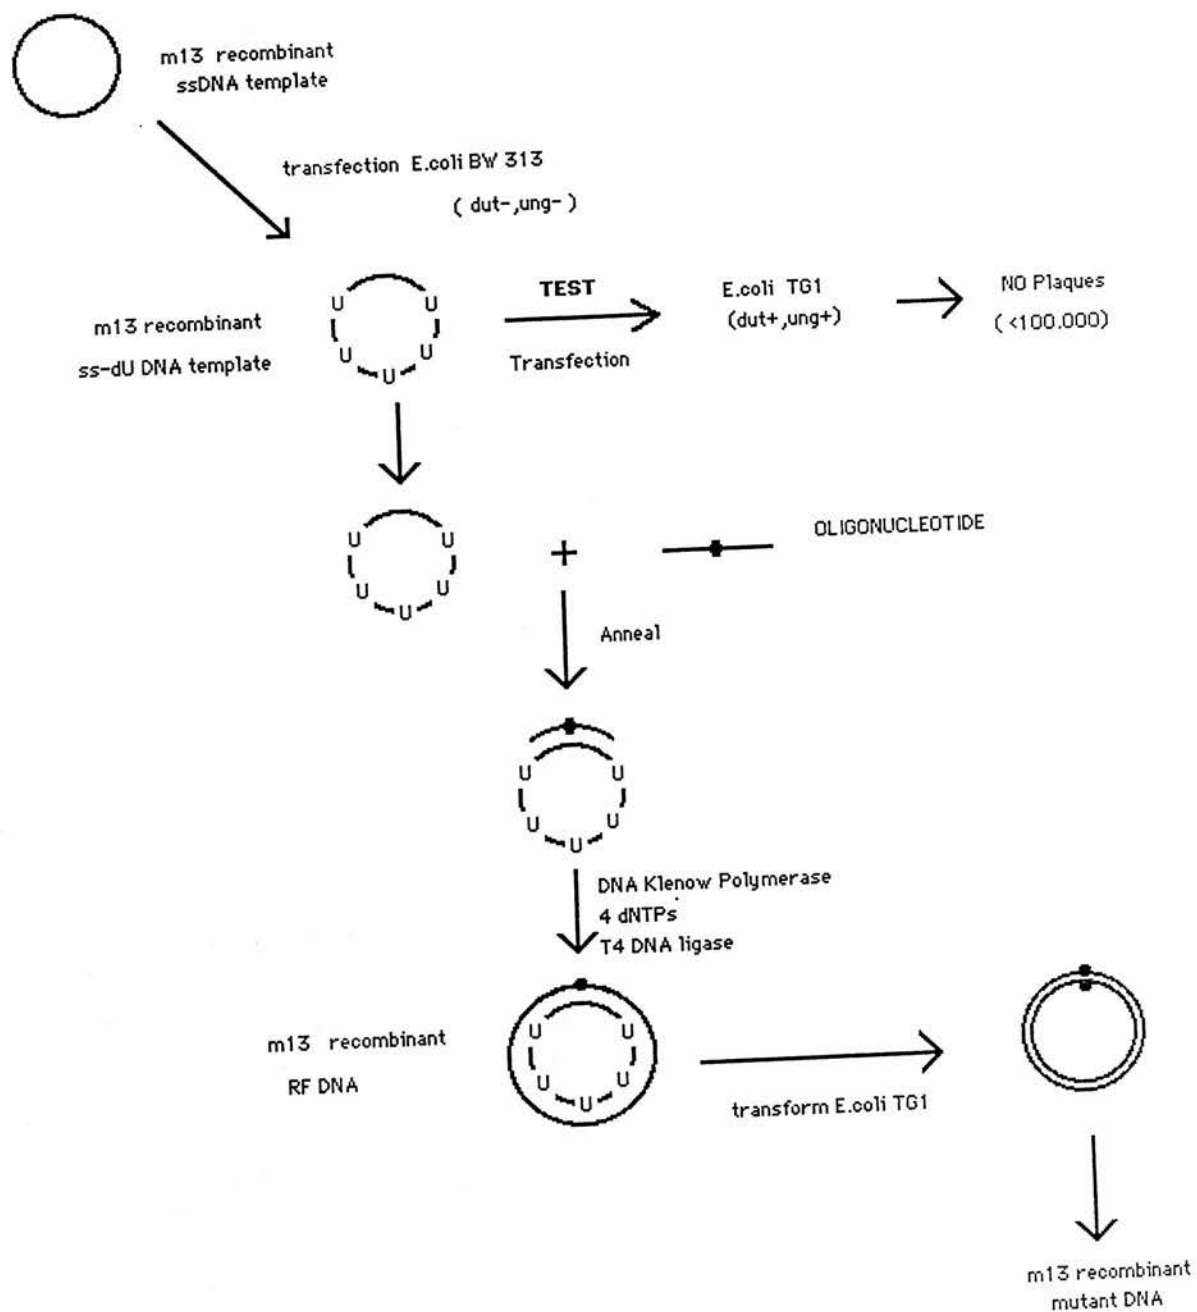 m13 recombinant
ssDNA template
transfection E.coli BW 313
( dut-,ung- )
m13 recombinant
ss-dU DNA template
U
U
U
U
U
TEST
Transfection
E.coli TG1
(dut+,ung+)
NO Plaques
( <100.000)
U
U
U
U
U
+
OLIGONUCLEOTIDE
Anneal
U
U
U
U
U
DNA Klenow Polymerase
4 dNTPs
T4 DNA ligase
m13 recombinant
RF DNA
U
U
U
U
U
transform E.coli TG1
m13 recombinant
mutant DNA